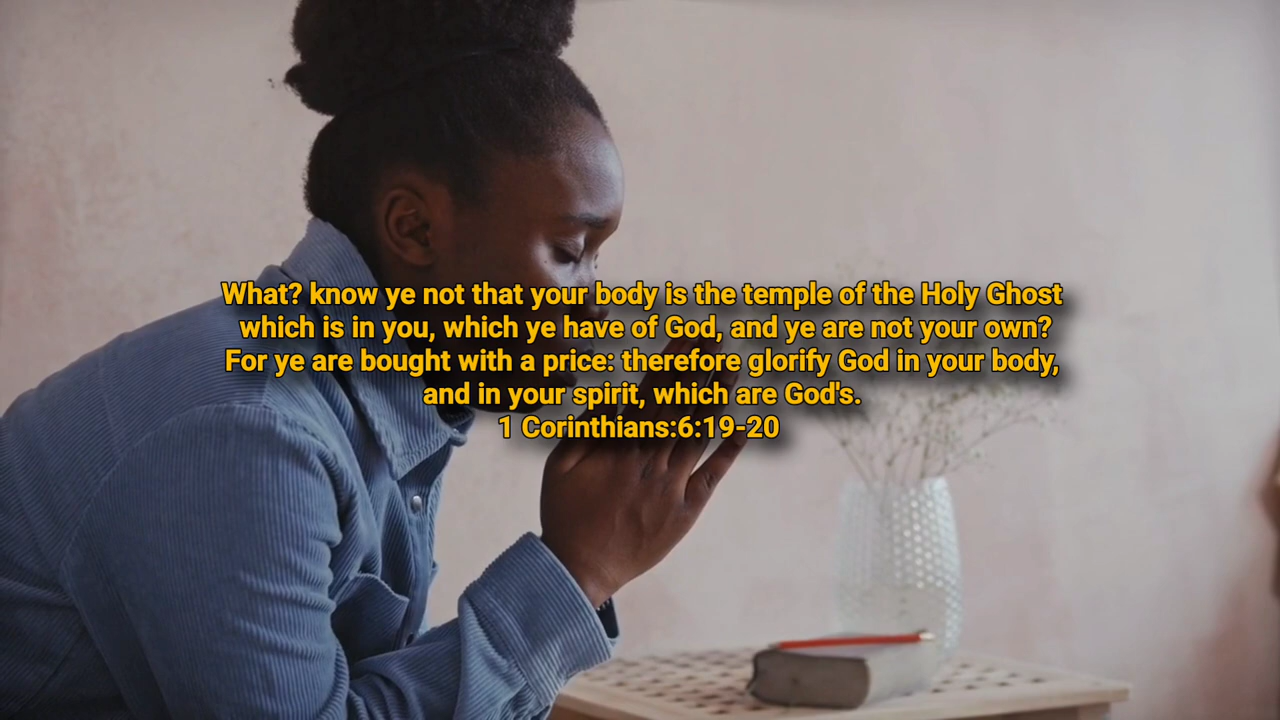 What? know ye not that your body is the temple of the Holy Ghost
which is in you, which ye have of God, and ye are not your own?
For ye are bought with a price: therefore glorify God in your body,
and in your spirit, which are God's.
1 Corinthians:6:19-20